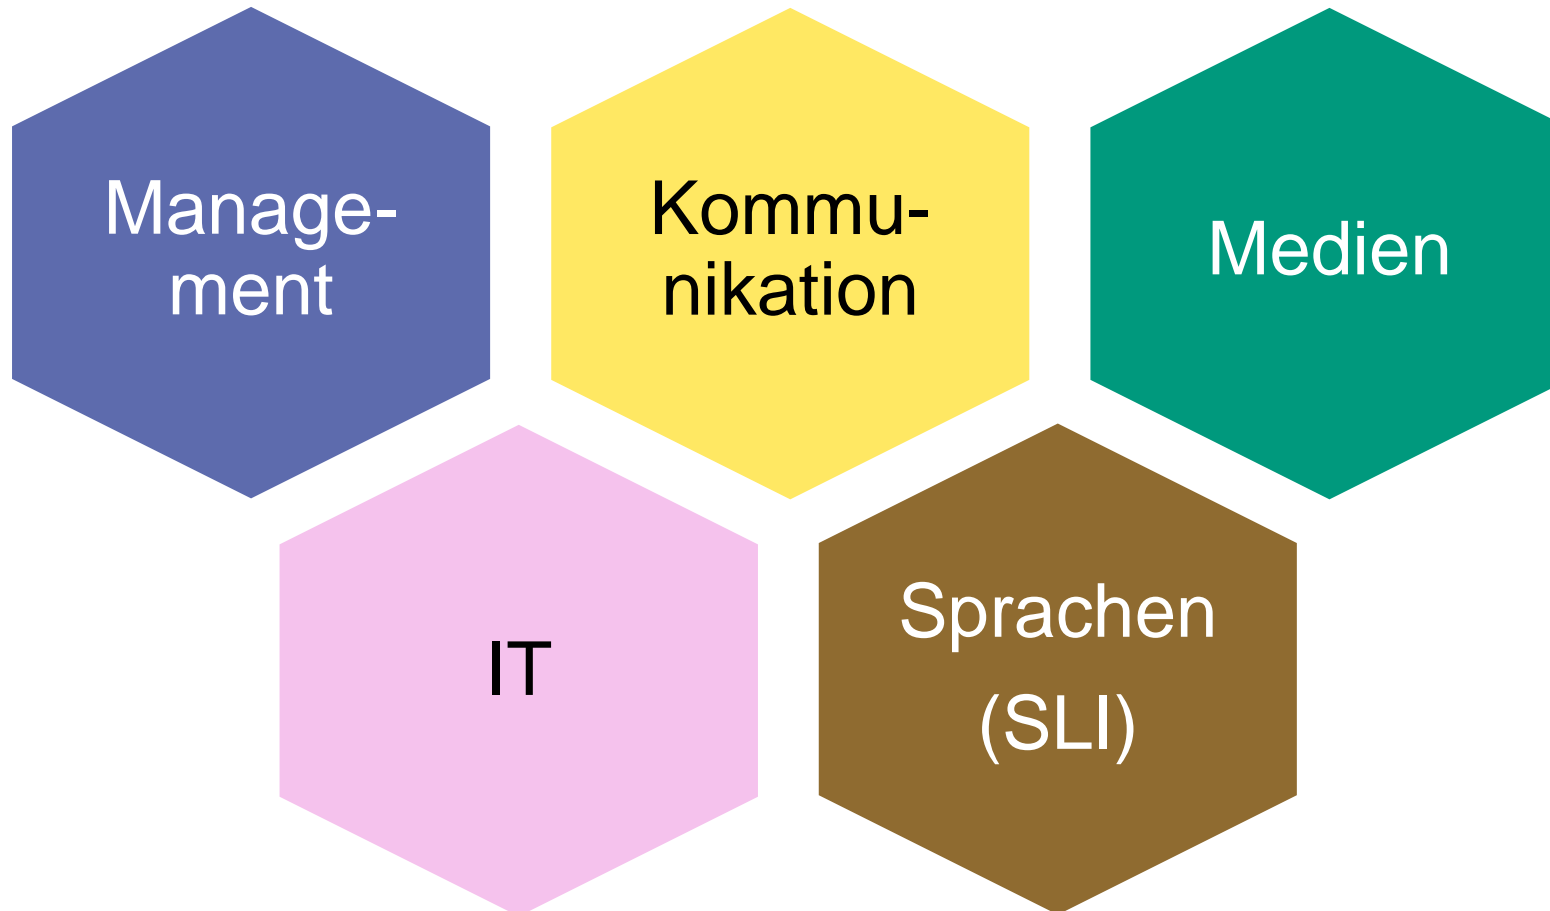 Manage-
ment
Kommu-
nikation
Medien
IT
Sprachen
(SLI)